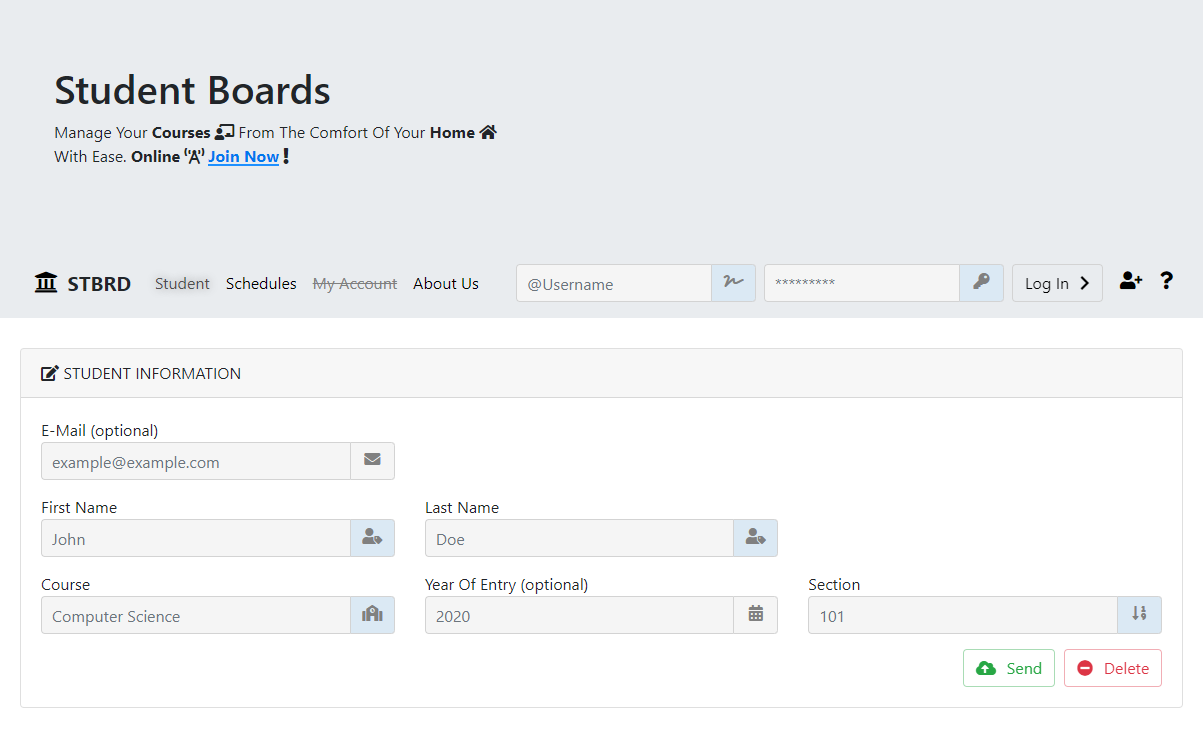 Student Boards
Manage Your Courses From The Comfort Of Your Home
With Ease. Online Join Now!
STBRD Student Schedules My Account About Us @Username ********* Log In ?
STUDENT INFORMATION
E-Mail (optional)
example@example.com
First Name Last Name
John Doe
Course Year Of Entry (optional) Section
Computer Science 2020 101
Send Delete